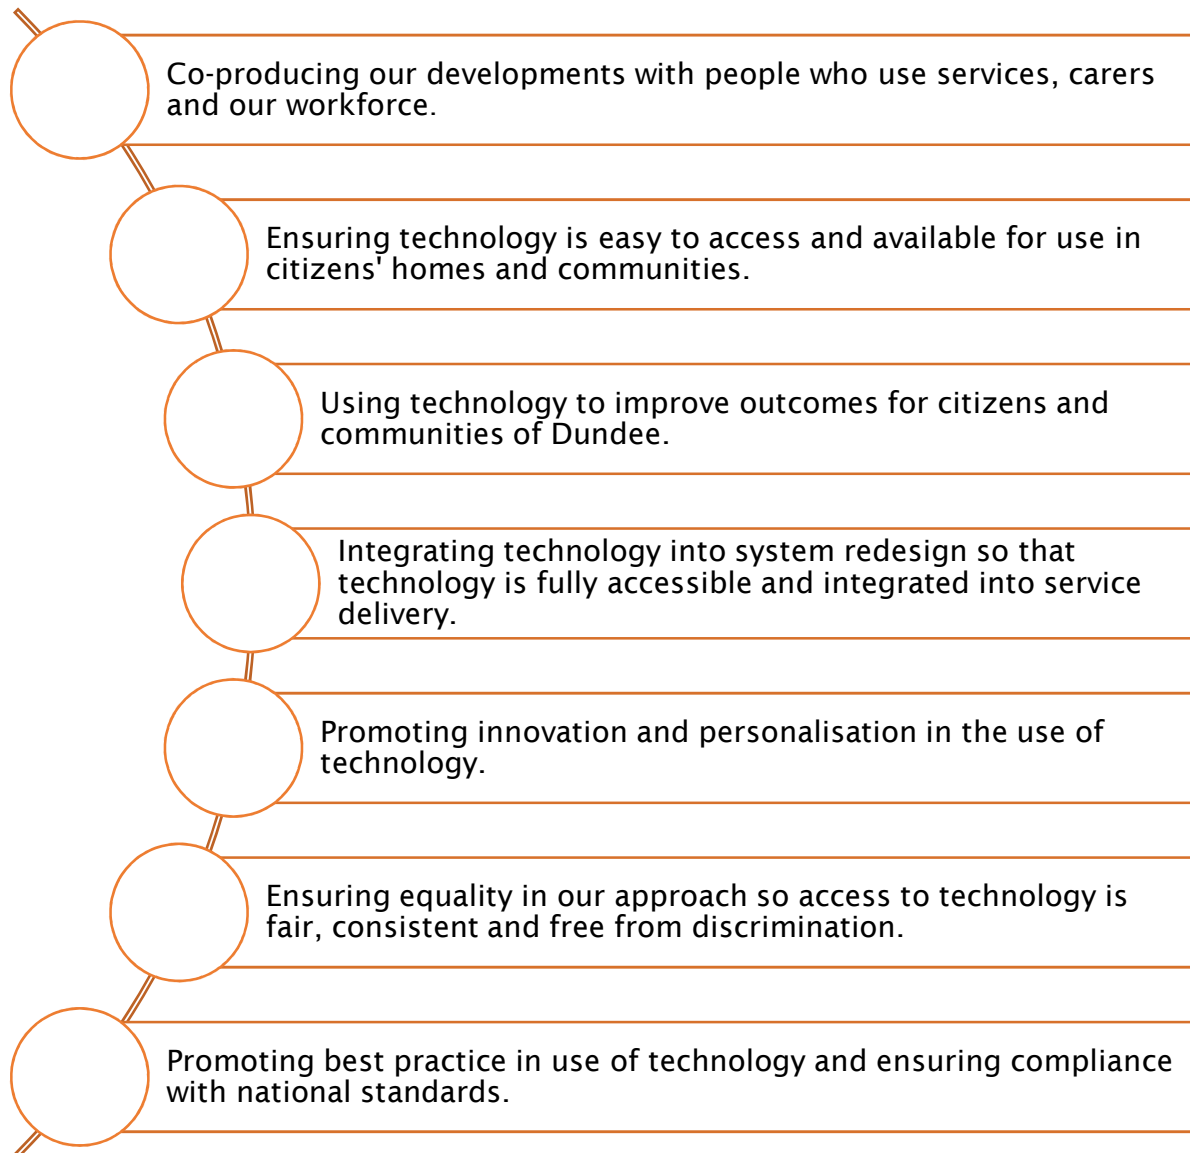 Co-producing our developments with people who use services, carers
and our workforce.
Ensuring technology is easy to access and available for use in
citizens' homes and communities.
Using technology to improve outcomes for citizens and
communities of Dundee.
Integrating technology into system redesign so that
technology is fully accessible and integrated into service
delivery.
Promoting innovation and personalisation in the use of
technology.
Ensuring equality in our approach so access to technology is
fair, consistent and free from discrimination.
Promoting best practice in use of technology and ensuring compliance
with national standards.